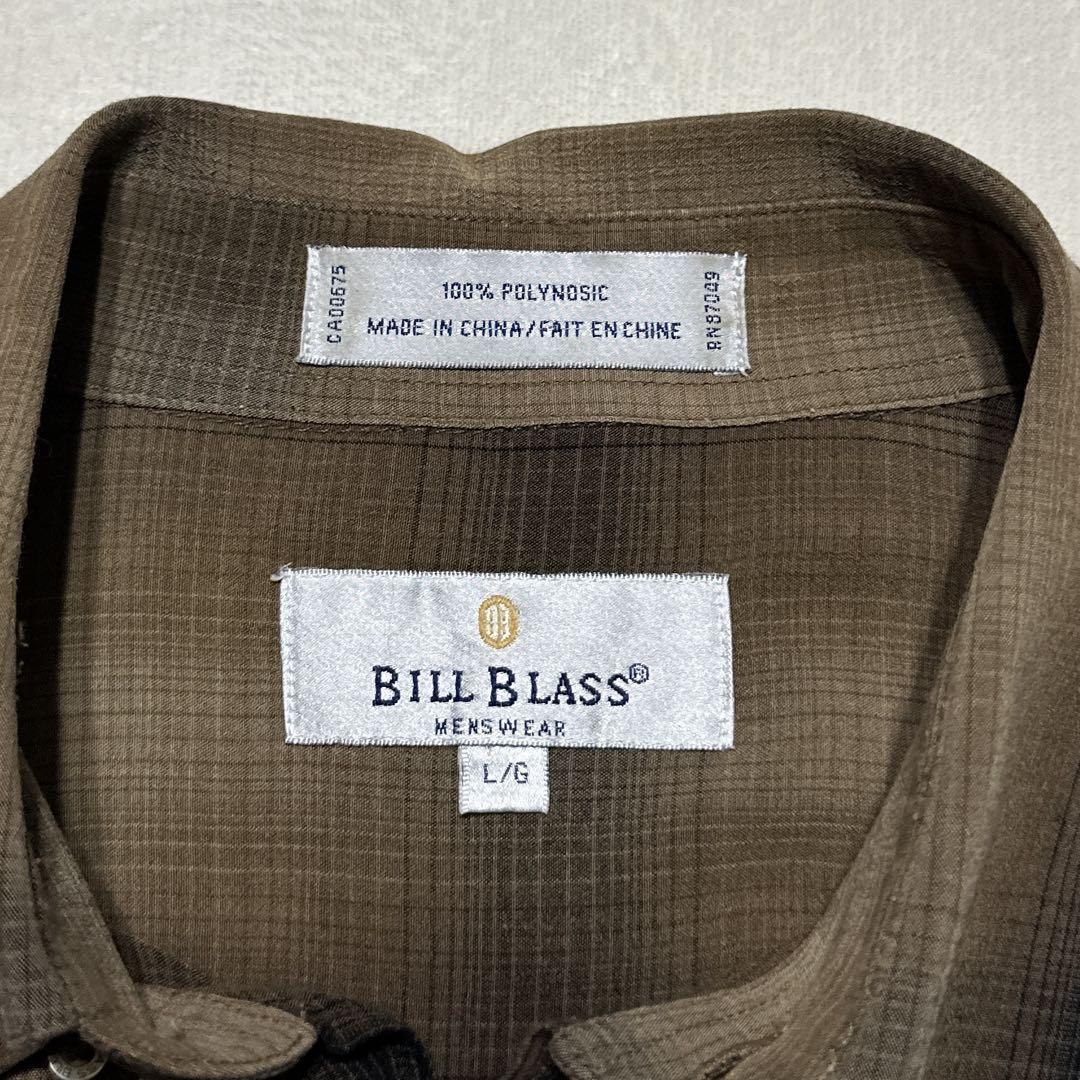 CA00675
100% POLYNOSIC
MADE IN CHINA/FAIT EN CHINE
RN87049
BILL BLASS®
MENSWEAR
L/G